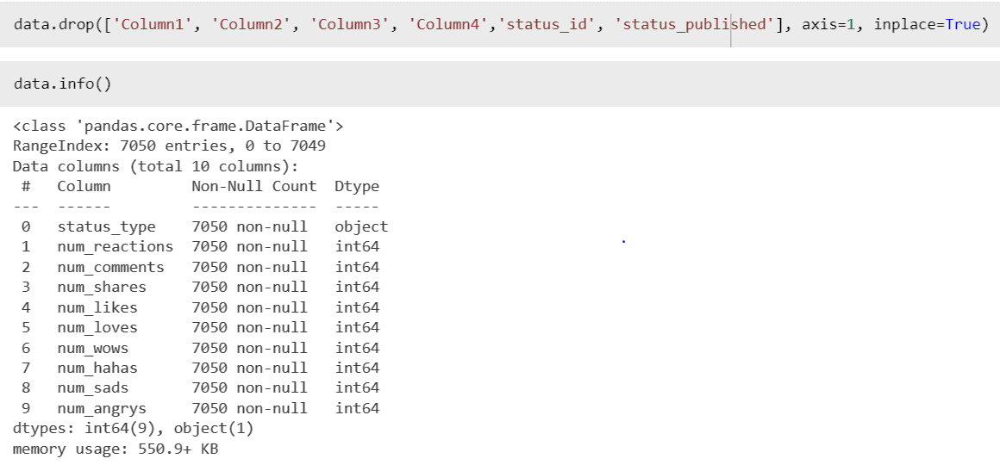 data.drop(['Column1', 'Column2', 'Column3', 'Column4','status_id', 'status_published'], axis=1, inplace=True)
data.info()
<class 'pandas.core.frame.DataFrame'>
RangeIndex: 7050 entries, 0 to 7049
Data columns (total 10 columns):
 #   Column         Non-Null Count  Dtype
---  ------         --------------  -----
 0   status_type    7050 non-null   object
 1   num_reactions  7050 non-null   int64
 2   num_comments   7050 non-null   int64
 3   num_shares     7050 non-null   int64
 4   num_likes      7050 non-null   int64
 5   num_loves      7050 non-null   int64
 6   num_wows       7050 non-null   int64
 7   num_hahas      7050 non-null   int64
 8   num_sads       7050 non-null   int64
 9   num_angrys     7050 non-null   int64
dtypes: int64(9), object(1)
memory usage: 550.9+ KB